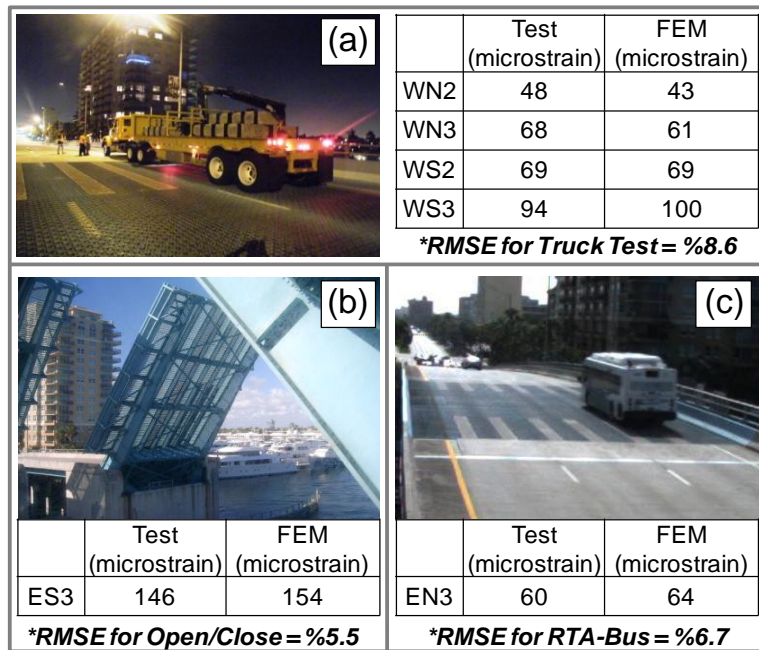 (a)
Test FEM
(microstrain) (microstrain)
WN2 48 43
WN3 68 61
WS2 69 69
WS3 94 100
*RMSE for Truck Test = %8.6
(b)
Test FEM
(microstrain) (microstrain)
ES3 146 154
*RMSE for Open/Close = %5.5
(c)
Test FEM
(microstrain) (microstrain)
EN3 60 64
*RMSE for RTA-Bus = %6.7